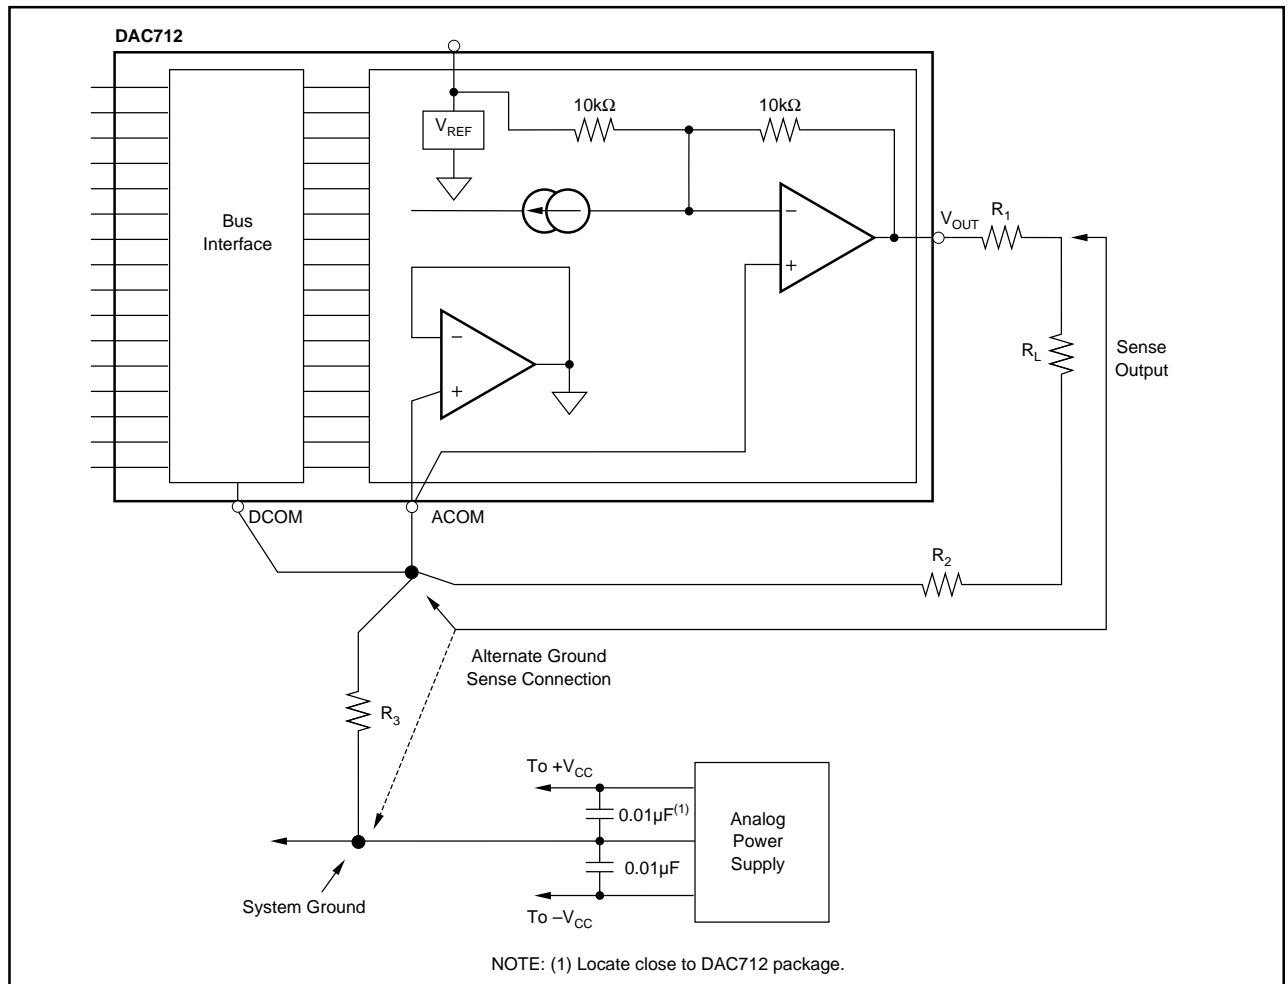 DAC712
10kΩ
10kΩ
V_REF
Bus
Interface
−
+
V_OUT
R_1
−
+
R_L
Sense
Output
DCOM
ACOM
R_2
Alternate Ground
Sense Connection
R_3
To +V_CC
0.01µF(1)
Analog
Power
Supply
0.01µF
To –V_CC
System Ground
NOTE: (1) Locate close to DAC712 package.